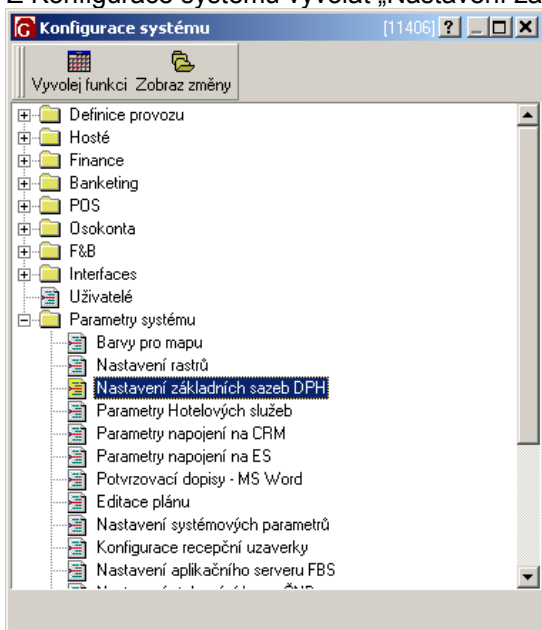 Z Konfigurace systému vyvolat „Nastavení zá
Konfigurace systému [11406] ?
Vyvolej funkci Zobraz změny
Definice provozu
Hosté
Finance
Banketing
POS
Osokonta
F&B
Interfaces
Uživatelé
Parametry systému
Barvy pro mapu
Nastavení rastrů
Nastavení základních sazeb DPH
Parametry Hotelových služeb
Parametry napojení na CRM
Parametry napojení na ES
Potvrzovací dopisy - MS Word
Editace plánu
Nastavení systémových parametrů
Konfigurace recepční uzaverky
Nastavení aplikačního serveru FBS